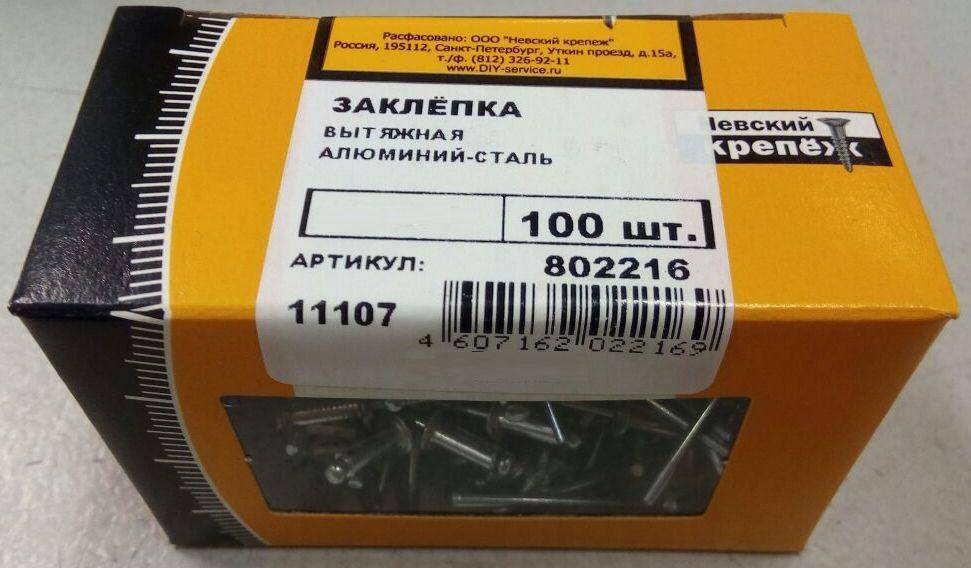 Расфасовано: ООО "Невский крепеж"
Россия, 195112, Санкт-Петербург, Уткин проезд, д.15а,
т./ф. (812) 326-92-11
www.DIY-service.ru
ЗАКЛЁПКА
ВЫТЯЖНАЯ
АЛЮМИНИЙ-СТАЛЬ
Невский
крепёж
100 шт.
АРТИКУЛ: 802216
11107
4 607162 022169